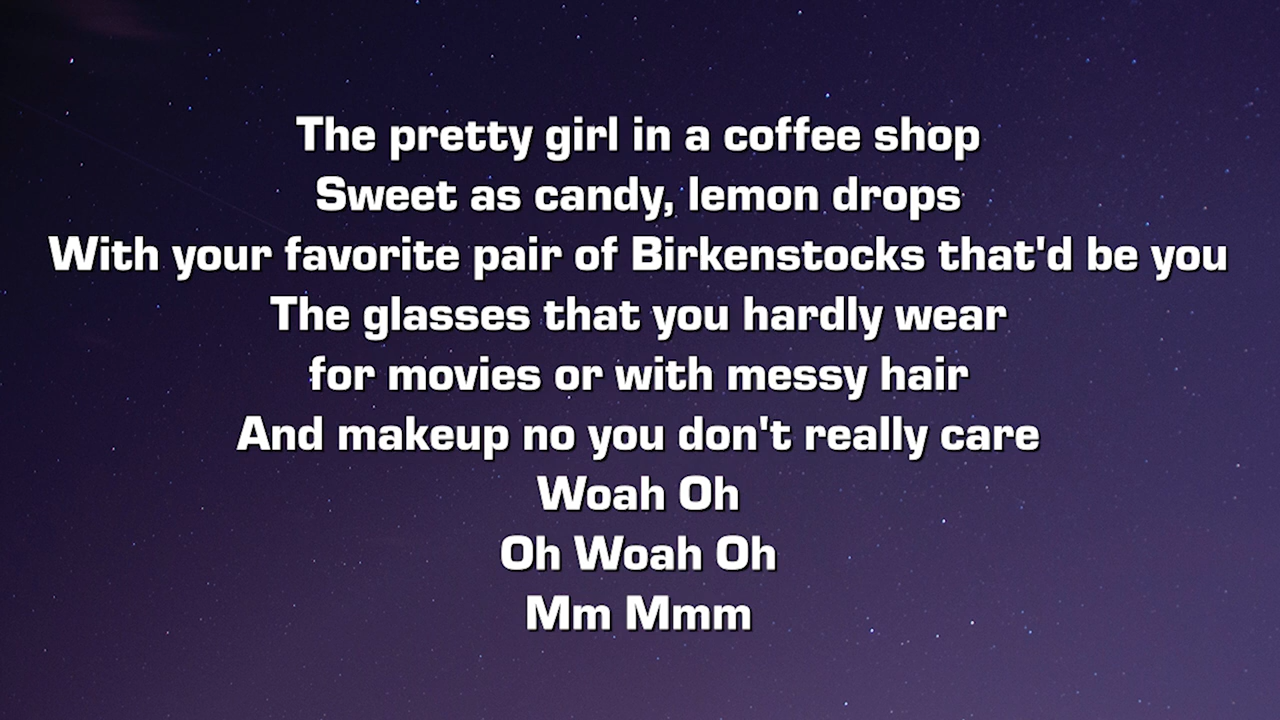 The pretty girl in a coffee shop
Sweet as candy, lemon drops
With your favorite pair of Birkenstocks that'd be you
The glasses that you hardly wear
for movies or with messy hair
And makeup no you don't really care
Woah Oh
Oh Woah Oh
Mm Mmm